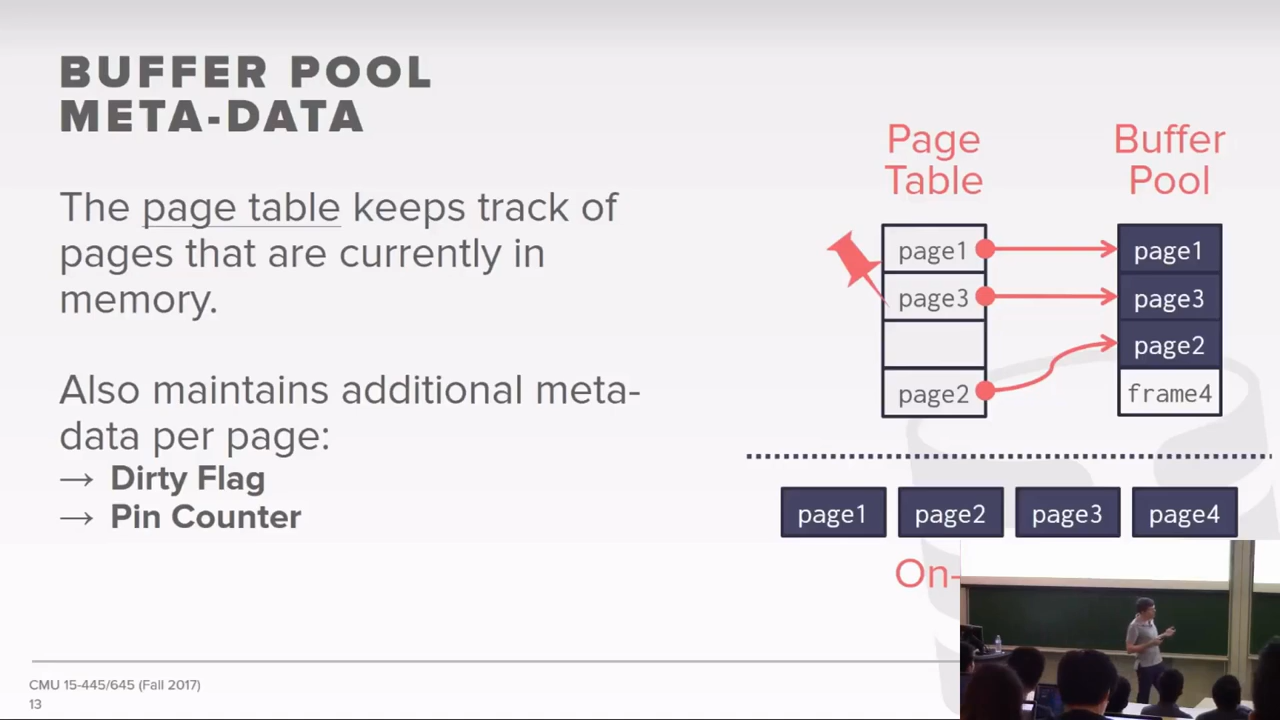 BUFFER POOL
META-DATA
The page table keeps track of
pages that are currently in
memory.
Also maintains additional meta-
data per page:
→ Dirty Flag
→ Pin Counter
Page
Table
page1
page3
page2
Buffer
Pool
page1
page3
page2
frame4
page1 page2 page3 page4
On-
CMU 15-445/645 (Fall 2017)
13